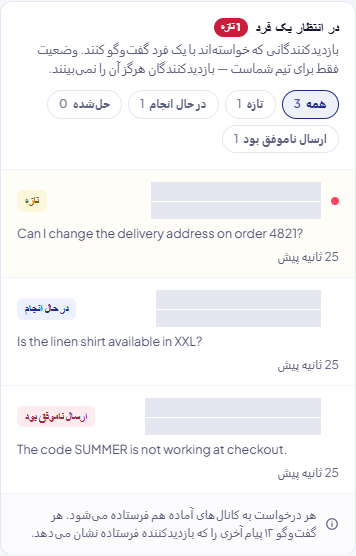 در انتظار یک فرد 1 تازه
بازدیدکنندگانی که خواسته‌اند با یک فرد گفت‌وگو کنند. وضعیت
فقط برای تیم شماست — بازدیدکنندگان هرگز آن را نمی‌بینند.
همه 3 تازه 1 در حال انجام 1 حل‌شده 0
ارسال ناموفق بود 1
تازه
Can I change the delivery address on order 4821?
25 ثانیه پیش
در حال انجام
Is the linen shirt available in XXL?
25 ثانیه پیش
ارسال ناموفق بود
The code SUMMER is not working at checkout.
25 ثانیه پیش
هر درخواست به کانال‌های آماده هم فرستاده می‌شود. هر
گفت‌وگو ۱۲ پیام آخری را که بازدیدکننده فرستاده نشان می‌دهد.